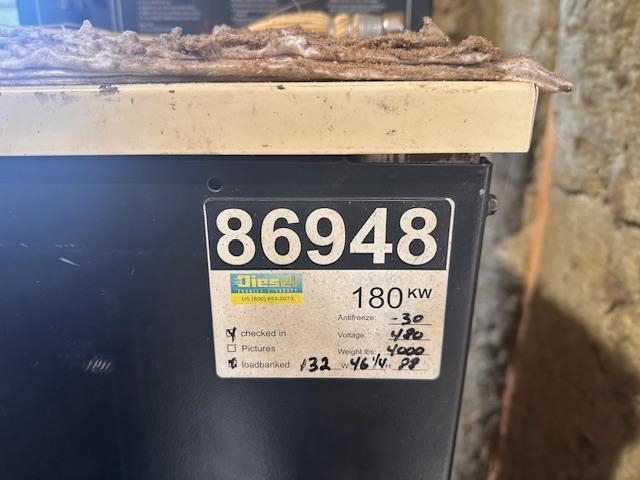 86948
Diesel
US (800) 853-2073
180 KW
Antifreeze: -30
checked in
Voltage: 480
Pictures
Weight lbs: 4000
loadbanked 132 W: 46 1/4 H: 88